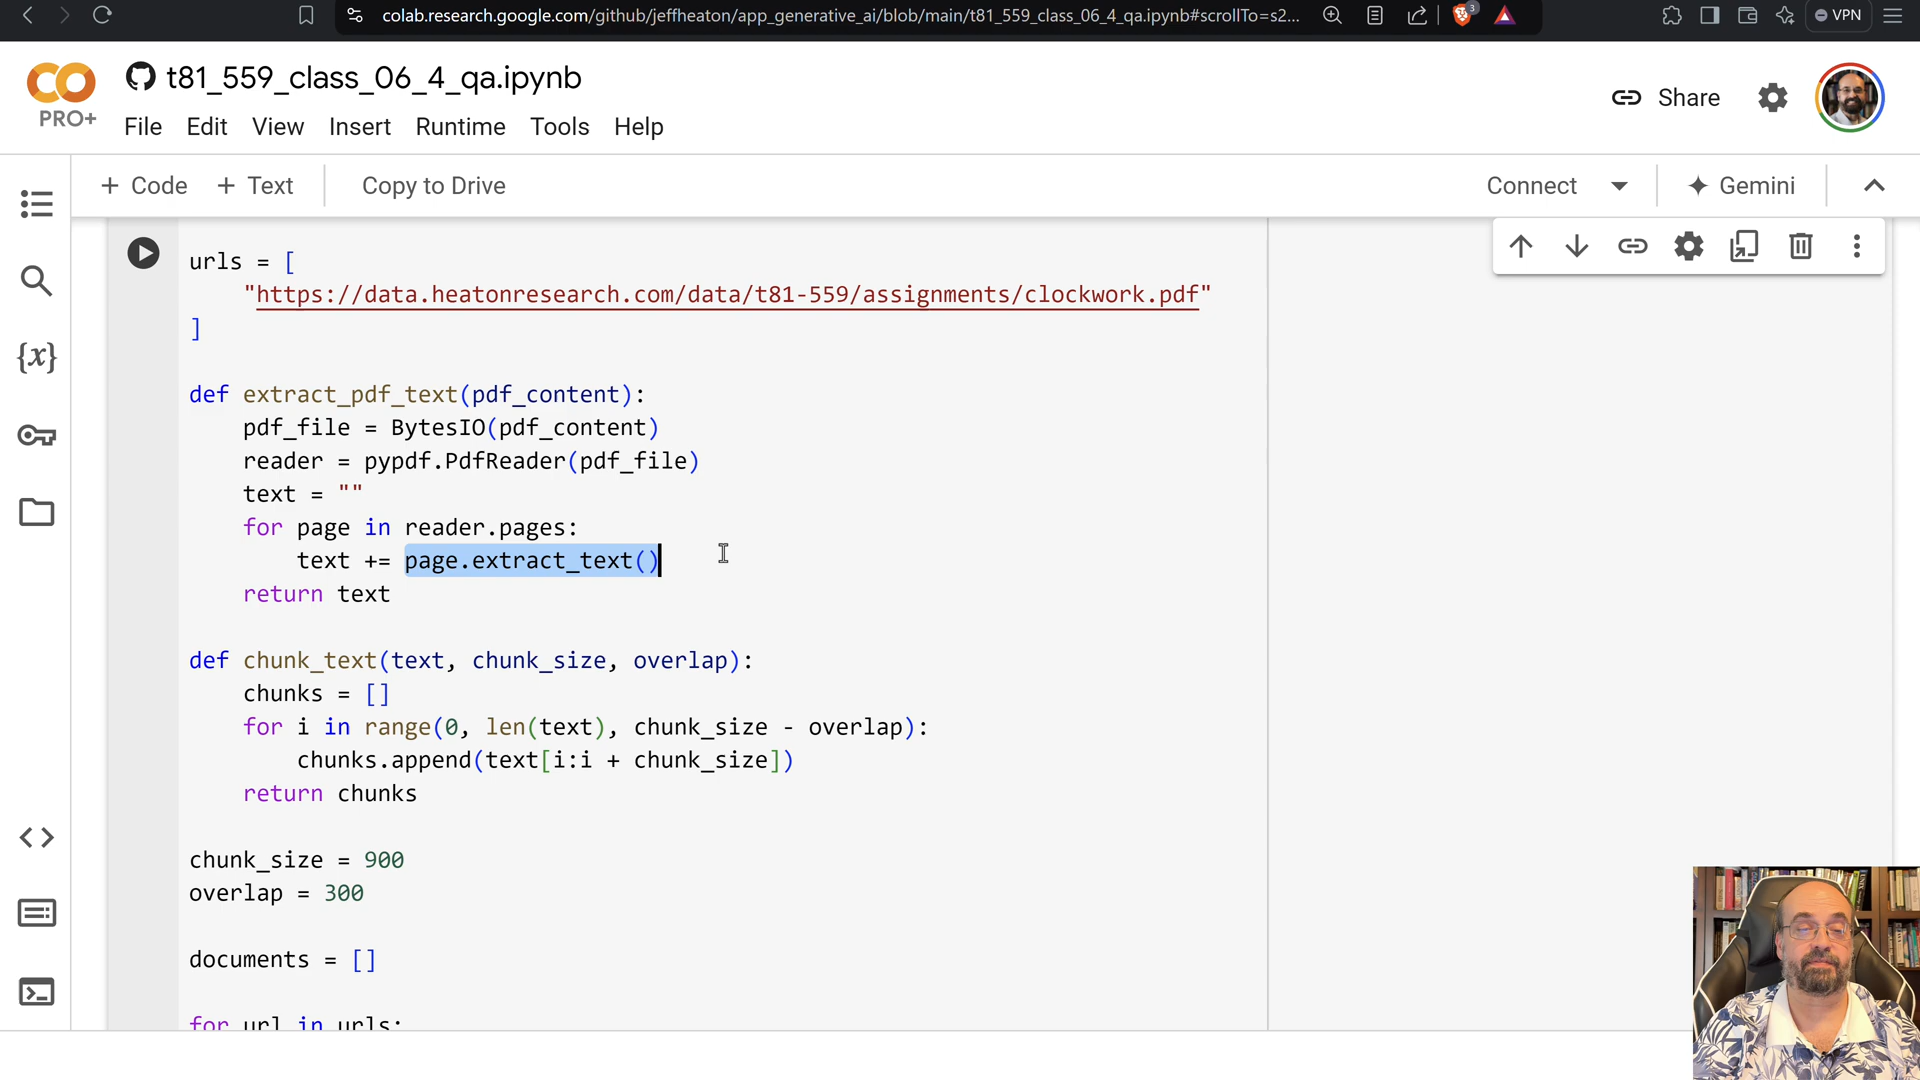 colab.research.google.com/github/jeffheaton/app_generative_ai/blob/main/t81_559_class_06_4_qa.ipynb#scrollTo=s2...
3
VPN
t81_559_class_06_4_qa.ipynb
PRO+
File Edit View Insert Runtime Tools Help
Share
+ Code + Text Copy to Drive
Connect
Gemini
urls = [
"https://data.heatonresearch.com/data/t81-559/assignments/clockwork.pdf"
]
def extract_pdf_text(pdf_content):
pdf_file = BytesIO(pdf_content)
reader = pypdf.PdfReader(pdf_file)
text = ""
for page in reader.pages:
text += page.extract_text()
return text
def chunk_text(text, chunk_size, overlap):
chunks = []
for i in range(0, len(text), chunk_size - overlap):
chunks.append(text[i:i + chunk_size])
return chunks
chunk_size = 900
overlap = 300
documents = []
for url in urls: